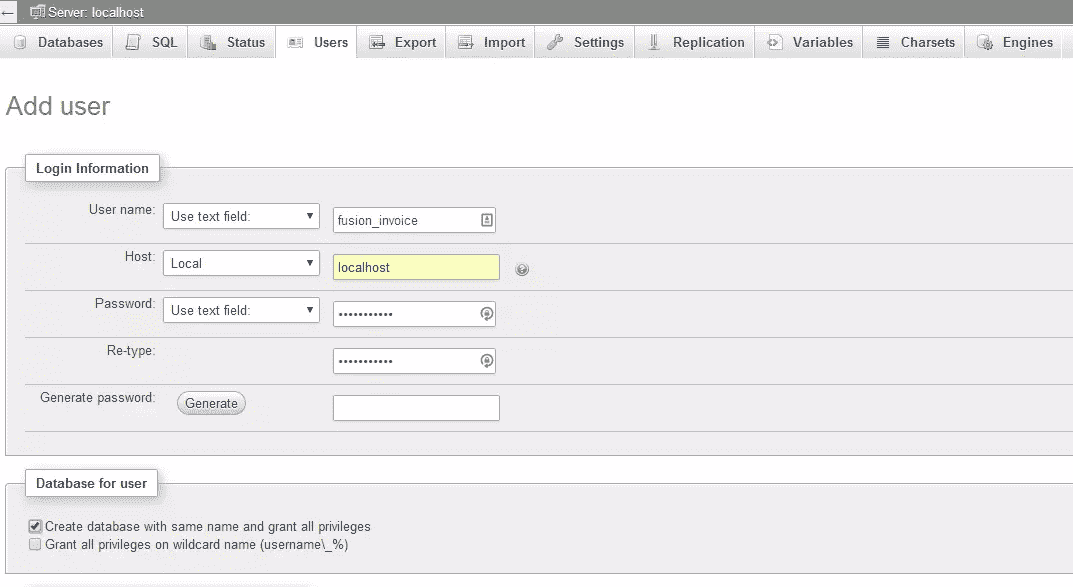 Server: localhost
Databases SQL Status Users Export Import Settings Replication Variables Charsets Engines
Add user
Login Information
User name: Use text field: fusion_invoice
Host: Local localhost
Password: Use text field: •••••••••••
Re-type: •••••••••••
Generate password: Generate
Database for user
Create database with same name and grant all privileges
Grant all privileges on wildcard name (username\_%)